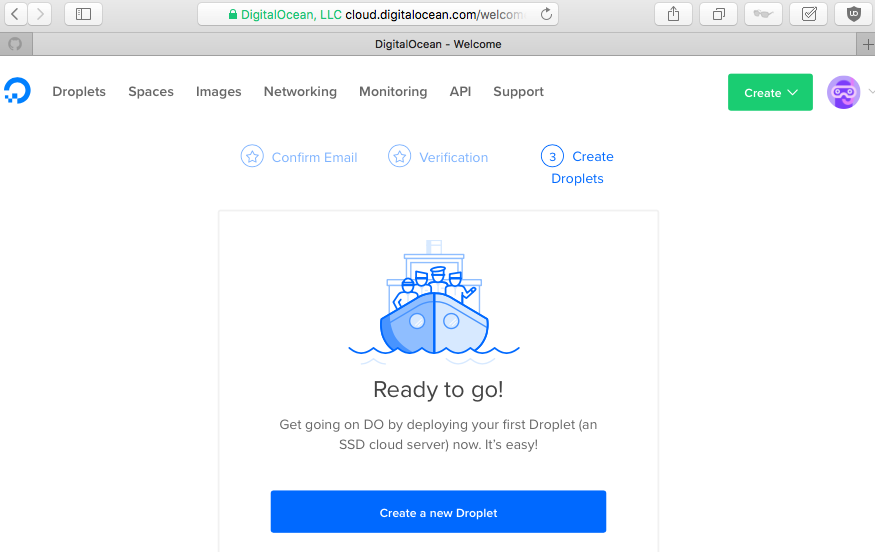 DigitalOcean, LLC cloud.digitalocean.com/welcom
DigitalOcean - Welcome
Droplets Spaces Images Networking Monitoring API Support Create
Confirm Email Verification 3 Create
Droplets
Ready to go!
Get going on DO by deploying your first Droplet (an
SSD cloud server) now. It's easy!
Create a new Droplet